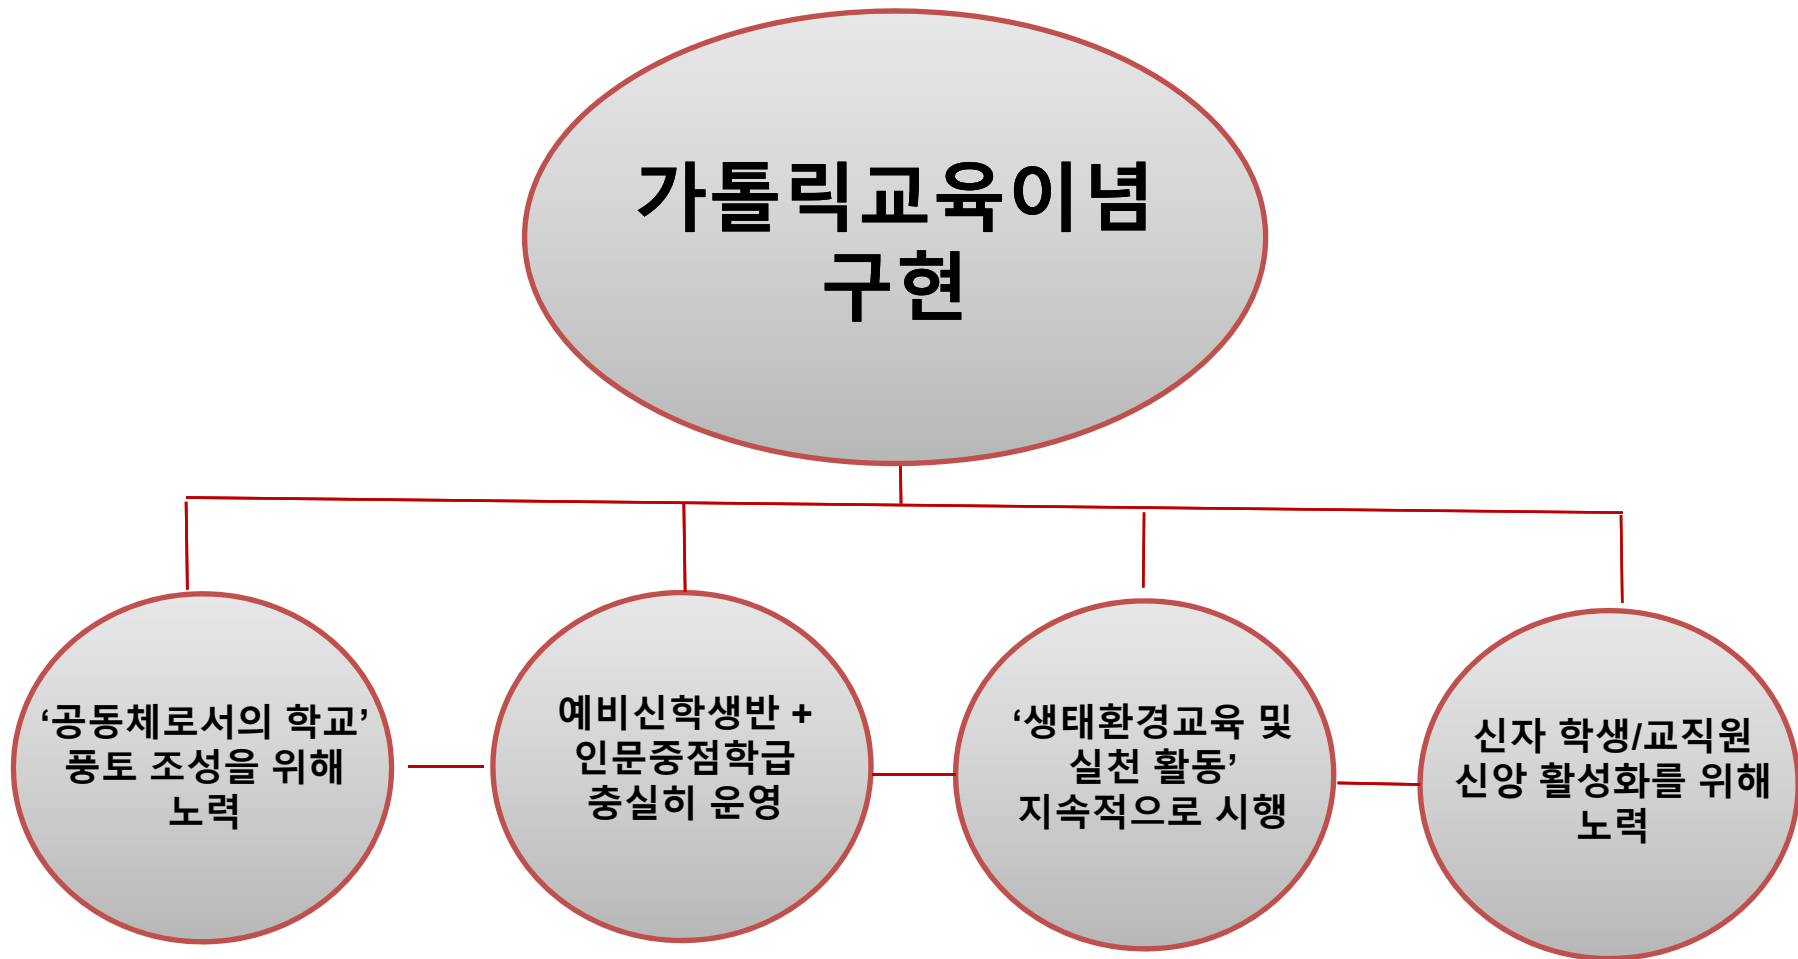 가톨릭교육이념
구현
‘공동체로서의 학교’
풍토 조성을 위해
노력
예비신학생반 +
인문중점학급
충실히 운영
‘생태환경교육 및
실천 활동’
지속적으로 시행
신자 학생/교직원
신앙 활성화를 위해
노력